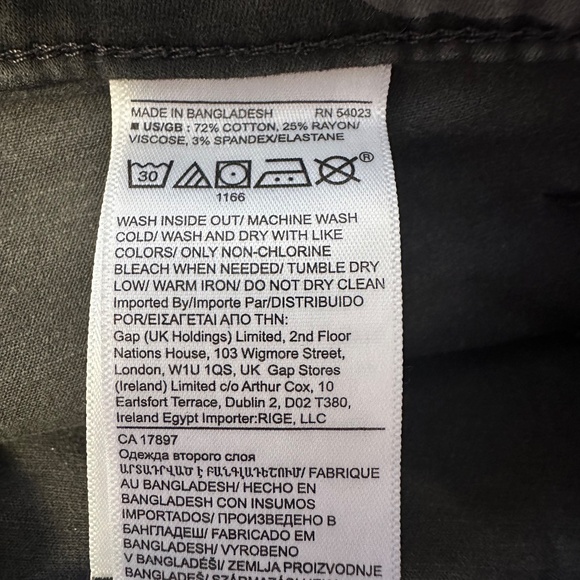 MADE IN BANGLADESH RN 54023
■ US/GB : 72% COTTON, 25% RAYON/
VISCOSE, 3% SPANDEX/ELASTANE
30
®
1166
WASH INSIDE OUT/ MACHINE WASH
COLD/ WASH AND DRY WITH LIKE
COLORS/ ONLY NON-CHLORINE
BLEACH WHEN NEEDED/ TUMBLE DRY
LOW/ WARM IRON/ DO NOT DRY CLEAN
Imported By/Importe Par/DISTRIBUIDO
POR/ΕΙΣΑΓΕΤΑΙ ΑΠΟ ΤΗΝ:
Gap (UK Holdings) Limited, 2nd Floor
Nations House, 103 Wigmore Street,
London, W1U 1QS, UK Gap Stores
(Ireland) Limited c/o Arthur Cox, 10
Earlsfort Terrace, Dublin 2, D02 T380,
Ireland Egypt Importer:RIGE, LLC
CA 17897
Одежда второго слоя
ԱՐՏԱԴՐՎԱԾ Է ԲԱՆԳԼԱԴԵՇՈՒՄ/ FABRIQUE
AU BANGLADESH/ HECHO EN
BANGLADESH CON INSUMOS
IMPORTADOS/ ПРОИЗВЕДЕНО В
БАНГЛАДЕШ/ FABRICADO EM
BANGLADESH/ VYROBENO
V BANGLADÉŠI/ ZEMLJA PROIZVODNJE